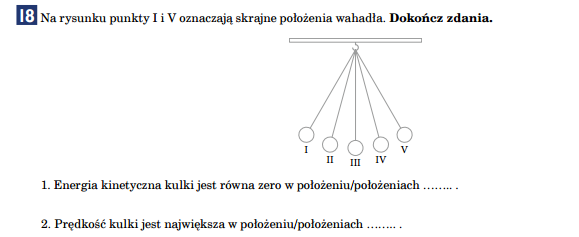 18 Na rysunku punkty I i V oznaczają skrajne położenia wahadła. Dokończ zdania.
I II III IV V
1. Energia kinetyczna kulki jest równa zero w położeniu/położeniach ........ .
2. Prędkość kulki jest największa w położeniu/położeniach ........ .